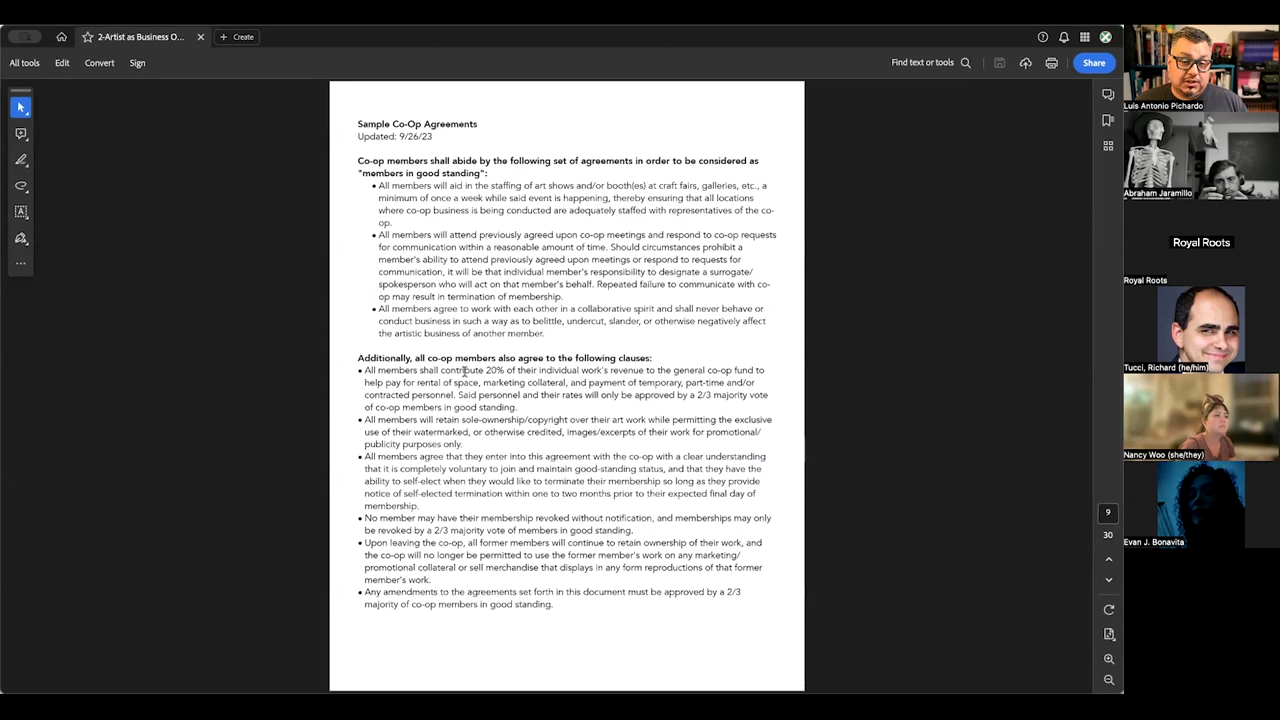 2-Artist as Business O...
Create
All tools
Edit
Convert
Sign
Find text or tools
Share
Sample Co-Op Agreements
Updated: 9/26/23
Co-op members shall abide by the following set of agreements in order to be considered as
"members in good standing":
• All members will aid in the staffing of art shows and/or booth(es) at craft fairs, galleries, etc., a
minimum of once a week while said event is happening, thereby ensuring that all locations
where co-op business is being conducted are adequately staffed with representatives of the co-
op.
• All members will attend previously agreed upon co-op meetings and respond to co-op requests
for communication within a reasonable amount of time. Should circumstances prohibit a
member's ability to attend previously agreed upon meetings or respond to requests for
communication, it will be that individual member's responsibility to designate a surrogate/
spokesperson who will act on that member's behalf. Repeated failure to communicate with co-
op may result in termination of membership.
• All members agree to work with each other in a collaborative spirit and shall never behave or
conduct business in such a way as to belittle, undercut, slander, or otherwise negatively affect
the artistic business of another member.
Additionally, all co-op members also agree to the following clauses:
• All members shall contribute 20% of their individual work's revenue to the general co-op fund to
help pay for rental of space, marketing collateral, and payment of temporary, part-time and/or
contracted personnel. Said personnel and their rates will only be approved by a 2/3 majority vote
of co-op members in good standing.
• All members will retain sole-ownership/copyright over their art work while permitting the exclusive
use of their watermarked, or otherwise credited, images/excerpts of their work for promotional/
publicity purposes only.
• All members agree that they enter into this agreement with the co-op with a clear understanding
that it is completely voluntary to join and maintain good-standing status, and that they have the
ability to self-elect when they would like to terminate their membership so long as they provide
notice of self-elected termination within one to two months prior to their expected final day of
membership.
• No member may have their membership revoked without notification, and memberships may only
be revoked by a 2/3 majority vote of members in good standing.
• Upon leaving the co-op, all former members will continue to retain ownership of their work, and
the co-op will no longer be permitted to use the former member's work on any marketing/
promotional collateral or sell merchandise that displays in any form reproductions of that former
member's work.
• Any amendments to the agreements set forth in this document must be approved by a 2/3
majority of co-op members in good standing.
9
30
Luis Antonio Pichardo
Abraham Jaramillo
Royal Roots
Royal Roots
Tucci, Richard (he/him)
Nancy Woo (she/they)
Evan J. Bonavita